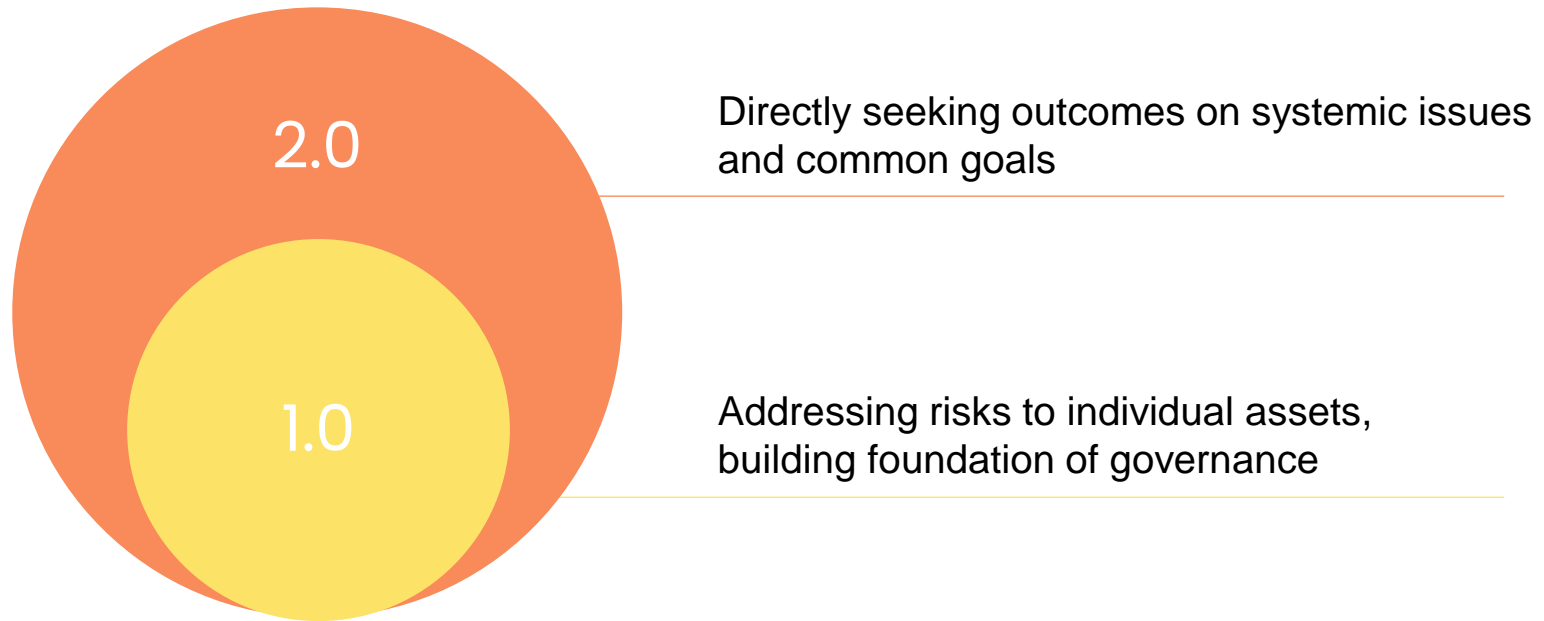 2.0
Directly seeking outcomes on systemic issues
and common goals
1.0
Addressing risks to individual assets,
building foundation of governance